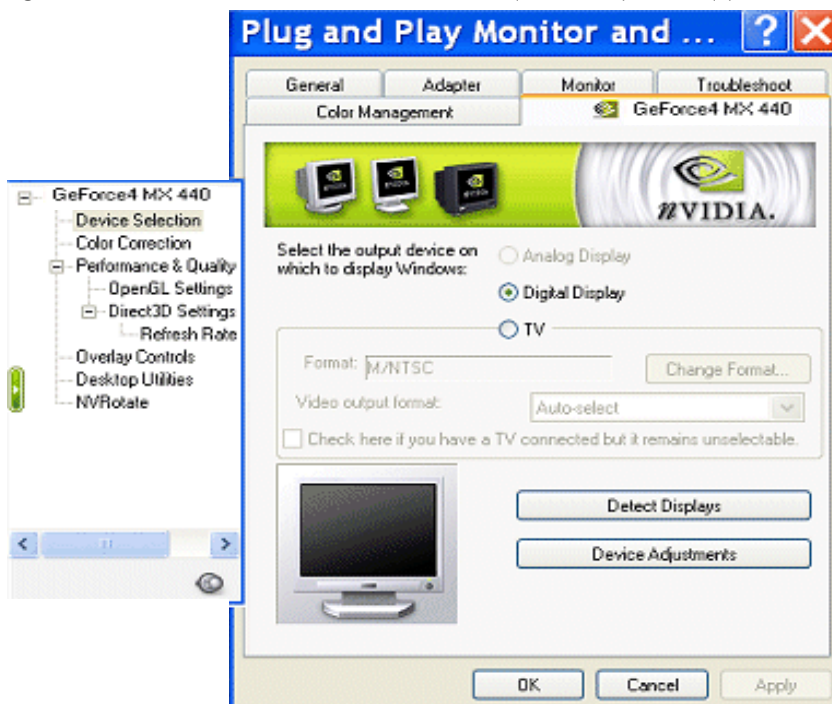 Plug and Play Monitor and ...
General Adapter Monitor Troubleshoot
Color Management GeForce4 MX 440
nVIDIA.
GeForce4 MX 440
Device Selection
Color Correction
Performance & Quality
OpenGL Settings
Direct3D Settings
Refresh Rate
Overlay Controls
Desktop Utilities
NVRotate
Select the output device on
which to display Windows:
Analog Display
Digital Display
TV
Format: M/NTSC Change Format...
Video output format: Auto-select
Check here if you have a TV connected but it remains unselectable.
Detect Displays
Device Adjustments
OK Cancel Apply